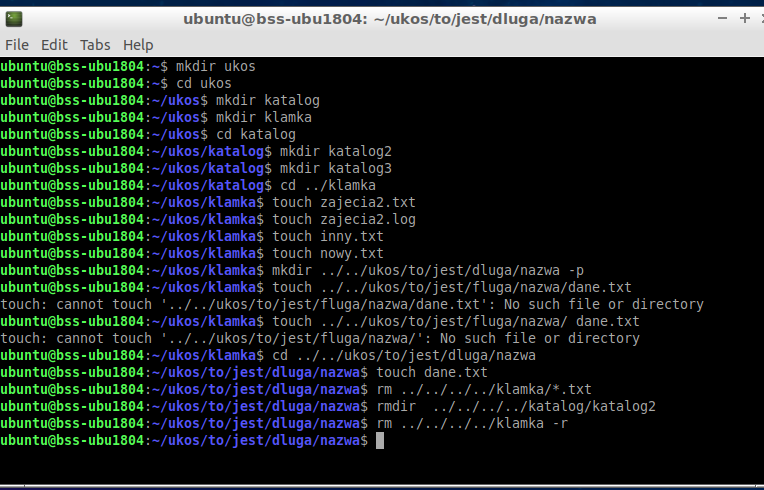 ubuntu@bss-ubu1804: ~/ukos/to/jest/dluga/nazwa
File Edit Tabs Help
ubuntu@bss-ubu1804:~$ mkdir ukos
ubuntu@bss-ubu1804:~$ cd ukos
ubuntu@bss-ubu1804:~/ukos$ mkdir katalog
ubuntu@bss-ubu1804:~/ukos$ mkdir klamka
ubuntu@bss-ubu1804:~/ukos$ cd katalog
ubuntu@bss-ubu1804:~/ukos/katalog$ mkdir katalog2
ubuntu@bss-ubu1804:~/ukos/katalog$ mkdir katalog3
ubuntu@bss-ubu1804:~/ukos/katalog$ cd ../klamka
ubuntu@bss-ubu1804:~/ukos/klamka$ touch zajecia2.txt
ubuntu@bss-ubu1804:~/ukos/klamka$ touch zajecia2.log
ubuntu@bss-ubu1804:~/ukos/klamka$ touch inny.txt
ubuntu@bss-ubu1804:~/ukos/klamka$ touch nowy.txt
ubuntu@bss-ubu1804:~/ukos/klamka$ mkdir ../../ukos/to/jest/dluga/nazwa -p
ubuntu@bss-ubu1804:~/ukos/klamka$ touch ../../ukos/to/jest/fluga/nazwa/dane.txt
touch: cannot touch '../../ukos/to/jest/fluga/nazwa/dane.txt': No such file or directory
ubuntu@bss-ubu1804:~/ukos/klamka$ touch ../../ukos/to/jest/fluga/nazwa/ dane.txt
touch: cannot touch '../../ukos/to/jest/fluga/nazwa/': No such file or directory
ubuntu@bss-ubu1804:~/ukos/klamka$ cd ../../ukos/to/jest/dluga/nazwa
ubuntu@bss-ubu1804:~/ukos/to/jest/dluga/nazwa$ touch dane.txt
ubuntu@bss-ubu1804:~/ukos/to/jest/dluga/nazwa$ rm ../../../../klamka/*.txt
ubuntu@bss-ubu1804:~/ukos/to/jest/dluga/nazwa$ rmdir  ../../../../katalog/katalog2
ubuntu@bss-ubu1804:~/ukos/to/jest/dluga/nazwa$ rm ../../../../klamka -r
ubuntu@bss-ubu1804:~/ukos/to/jest/dluga/nazwa$